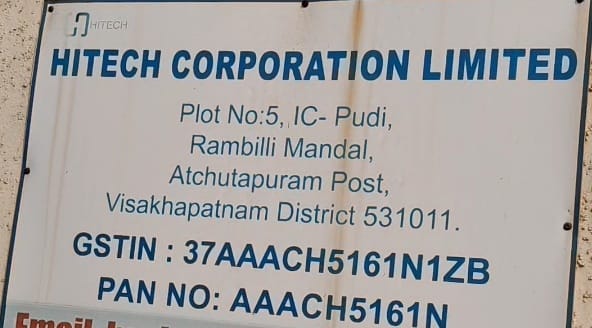 HITECH
HITECH CORPORATION LIMITED
Plot No:5, IC- Pudi,
Rambilli Mandal,
Atchutapuram Post,
Visakhapatnam District 531011.
GSTIN : 37AAACH5161N1ZB
PAN NO: AAACH5161N
Email